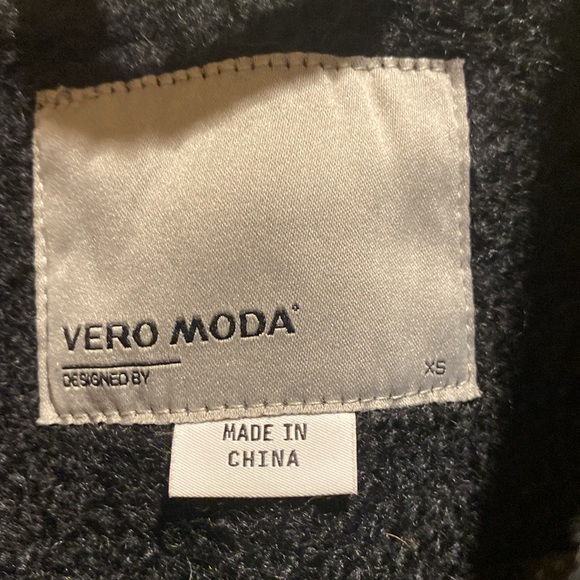 VERO MODA°
DESIGNED BY
XS
MADE IN
CHINA